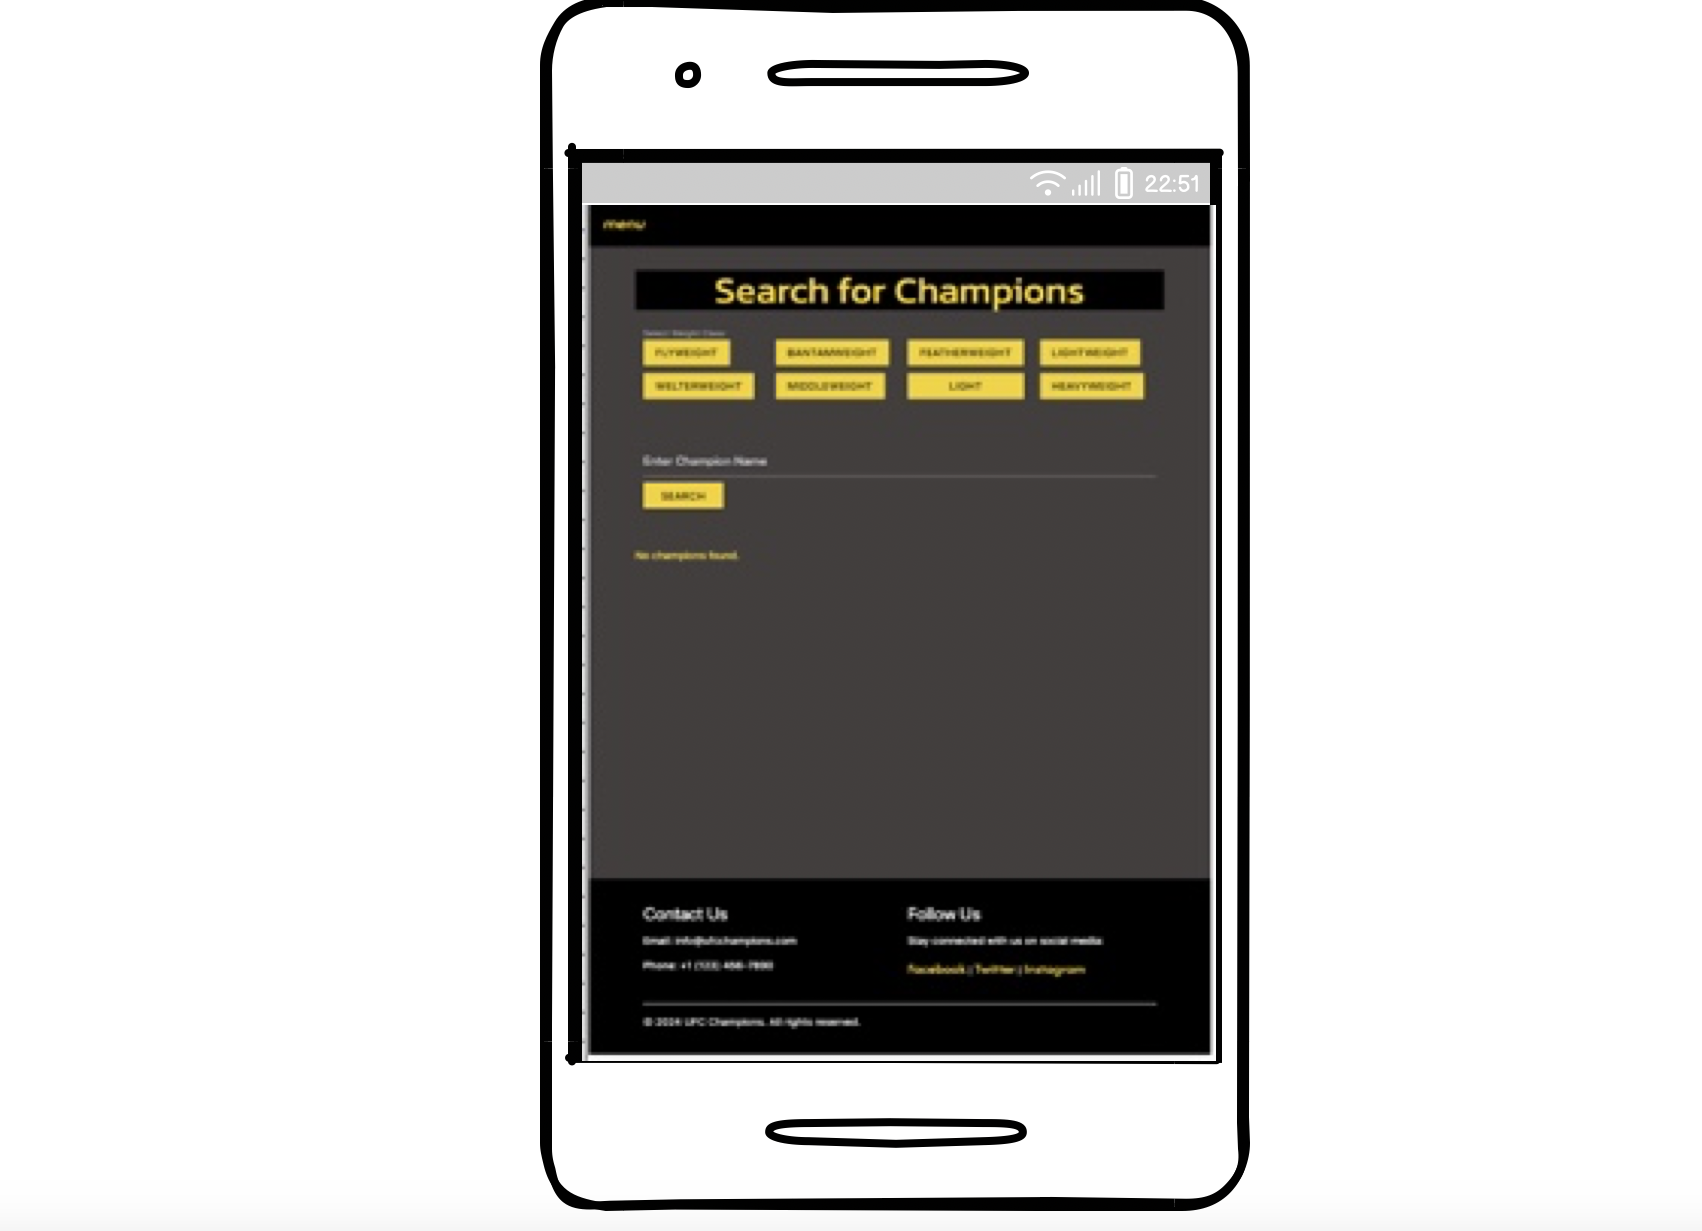 22:51
menu
Search for Champions
Select Weight Class
FLYWEIGHT BANTAMWEIGHT FEATHERWEIGHT LIGHTWEIGHT
WELTERWEIGHT MIDDLEWEIGHT LIGHT HEAVYWEIGHT
Enter Champion Name
SEARCH
No champions found.
Contact Us
Email: info@ufcchampions.com
Phone: +1 (123) 456-7890
Follow Us
Stay connected with us on social media:
Facebook | Twitter | Instagram
© 2024 UFC Champions. All rights reserved.